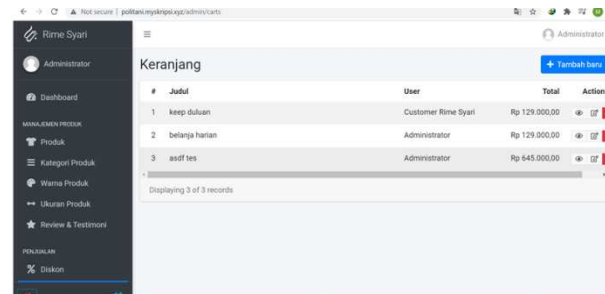 Not secure | politani.myskripsi.xyz/admin/carts
Rime Syari
Administrator
Administrator
Keranjang
+ Tambah baru
Dashboard
# Judul User Total Action
1 keep duluan Customer Rime Syari Rp 129.000,00
MANAJEMEN PRODUK
2 belanja harian Administrator Rp 129.000,00
Produk
3 asdf tes Administrator Rp 645.000,00
Kategori Produk
Warna Produk
Displaying 3 of 3 records
Ukuran Produk
Review & Testimoni
PENJUALAN
% Diskon